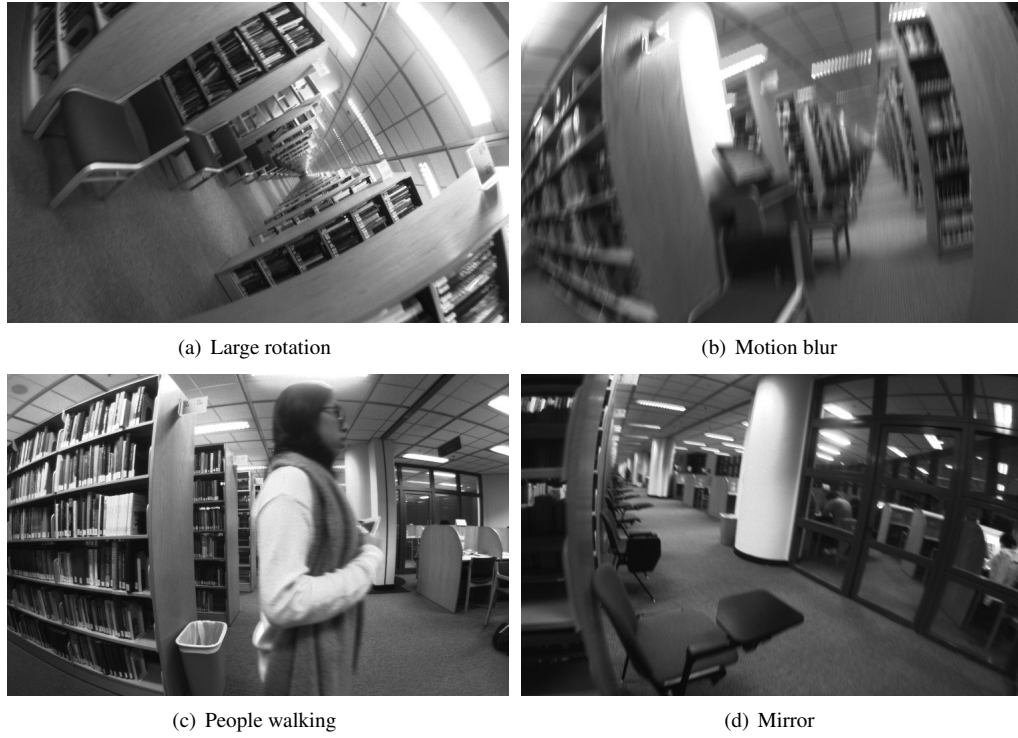 (a) Large rotation
(b) Motion blur
(c) People walking
(d) Mirror